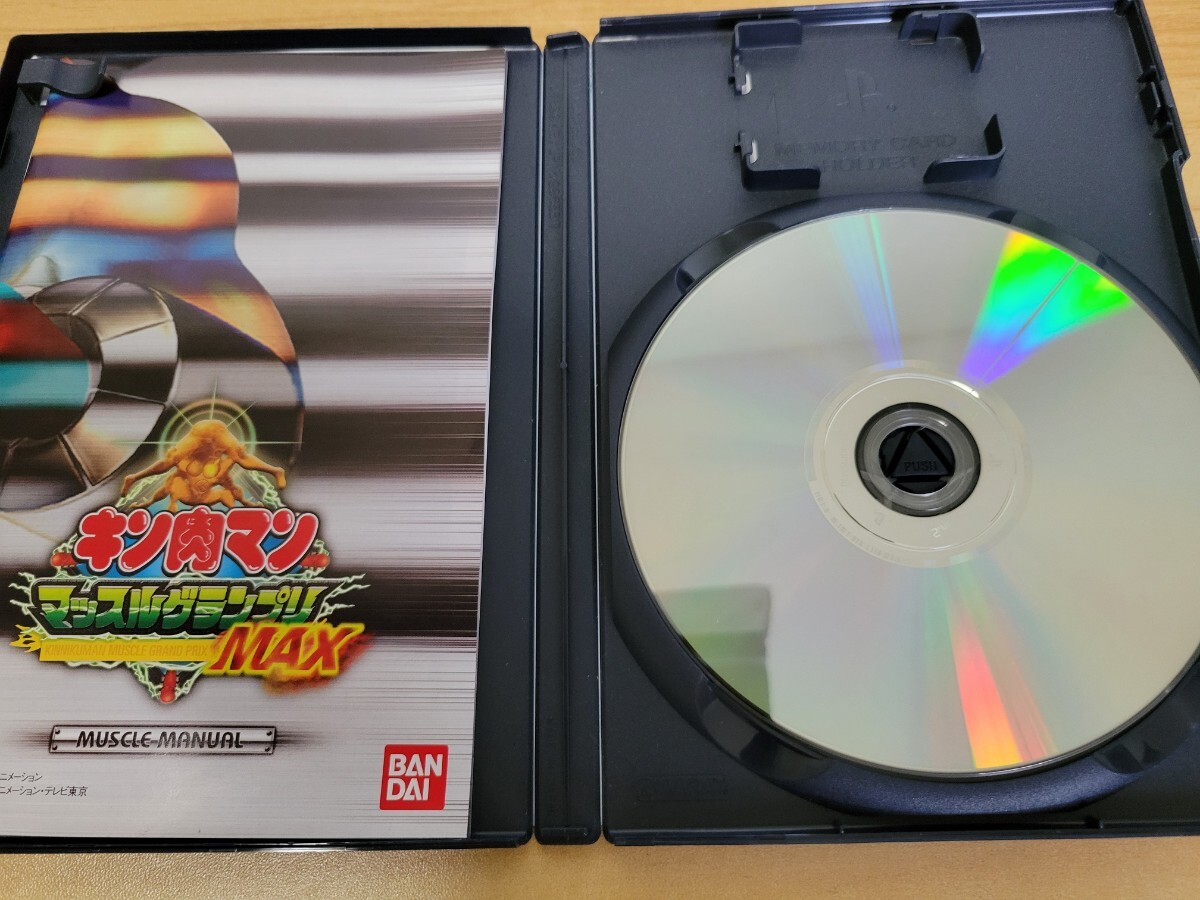 キン肉マン
マッスルグランプリ
KINNIKUMAN MUSCLE GRAND PRIX
MAX
MUSCLE MANUAL
ニメーション
ニメーション・テレビ東京
BAN
DAI
MEMORY CARD
HOLDER
PUSH